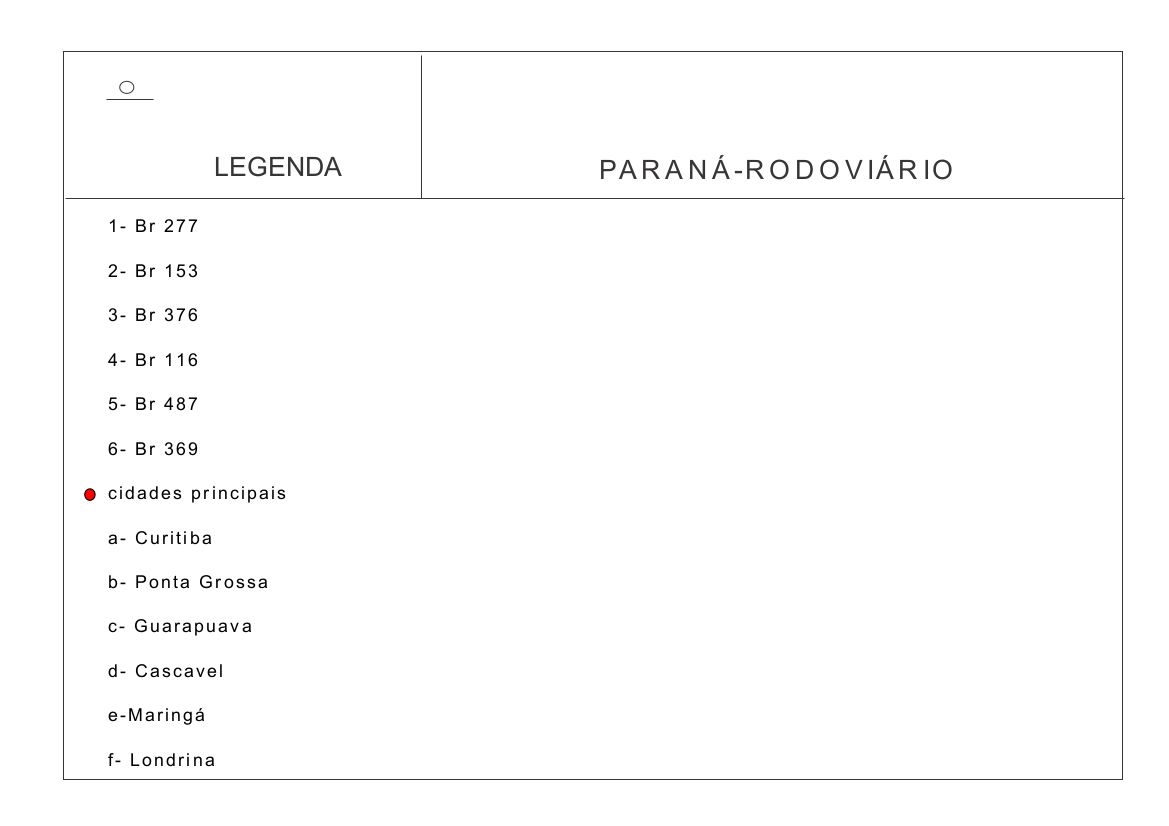 LEGENDA
PARANÁ-RODOVIÁRIO
1- Br 277
2- Br 153
3- Br 376
4- Br 116
5- Br 487
6- Br 369
cidades principais
a- Curitiba
b- Ponta Grossa
c- Guarapuava
d- Cascavel
e-Maringá
f- Londrina